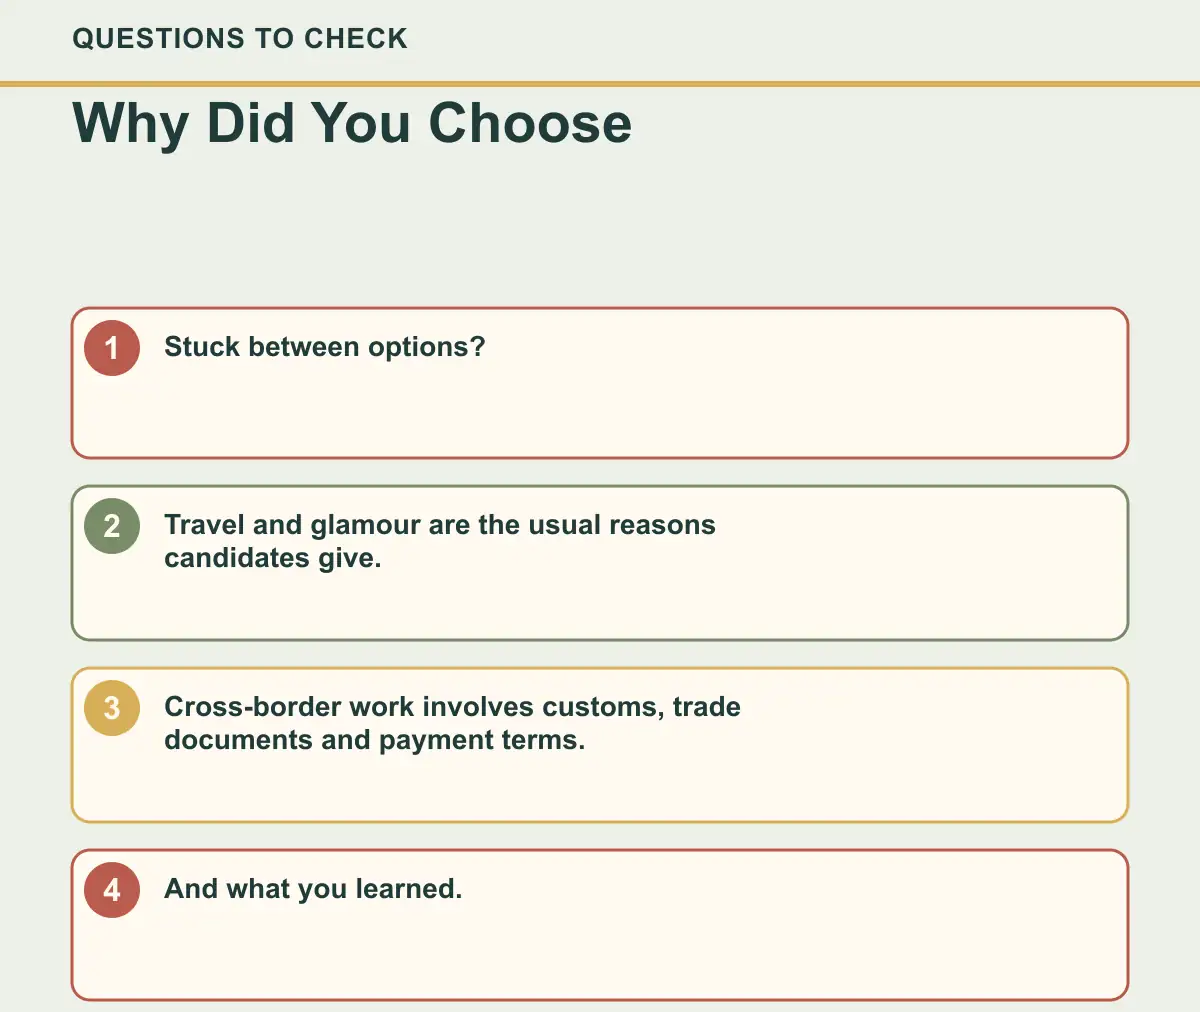 QUESTIONS TO CHECK
Why Did You Choose
1 Stuck between options?
2 Travel and glamour are the usual reasons
candidates give.
3 Cross-border work involves customs, trade
documents and payment terms.
4 And what you learned.